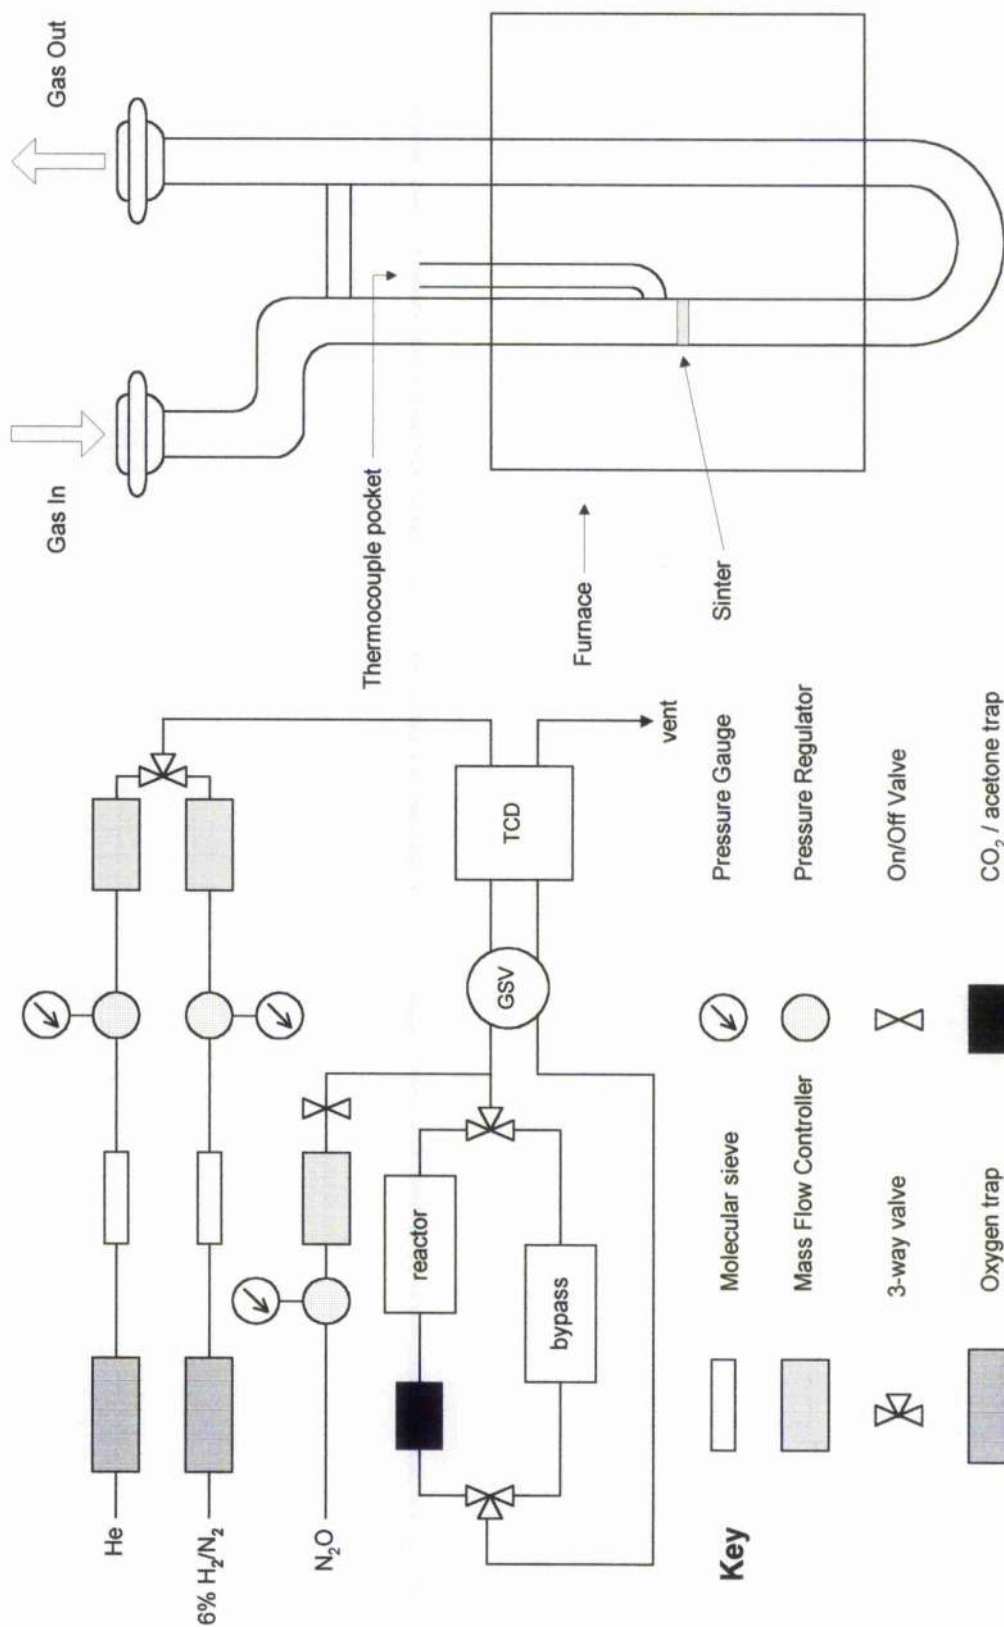 He
6% H₂/N₂
N₂O
reactor
bypass
GSV
TCD
vent
Key
Molecular sieve
Pressure Gauge
Mass Flow Controller
Pressure Regulator
3-way valve
On/Off Valve
Oxygen trap
CO₂ / acetone trap
Gas In
Gas Out
Thermocouple pocket
Furnace
Sinter